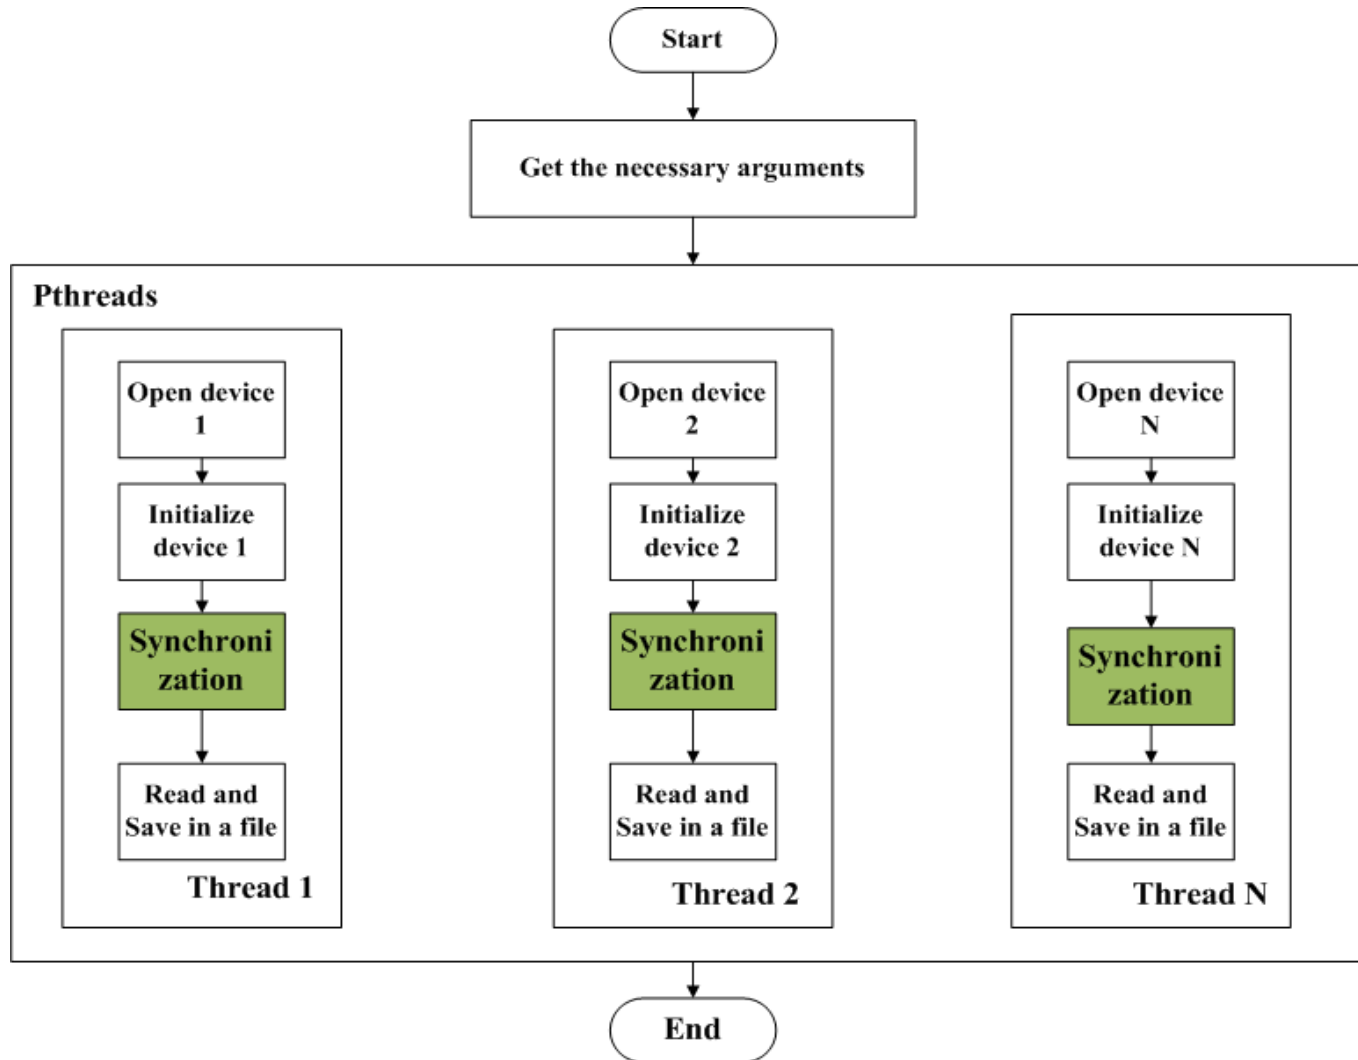 Start
Get the necessary arguments
Pthreads
Open device
1
Initialize
device 1
Synchroni
zation
Read and
Save in a file
Thread 1
Open device
2
Initialize
device 2
Synchroni
zation
Read and
Save in a file
Thread 2
Open device
N
Initialize
device N
Synchroni
zation
Read and
Save in a file
Thread N
End